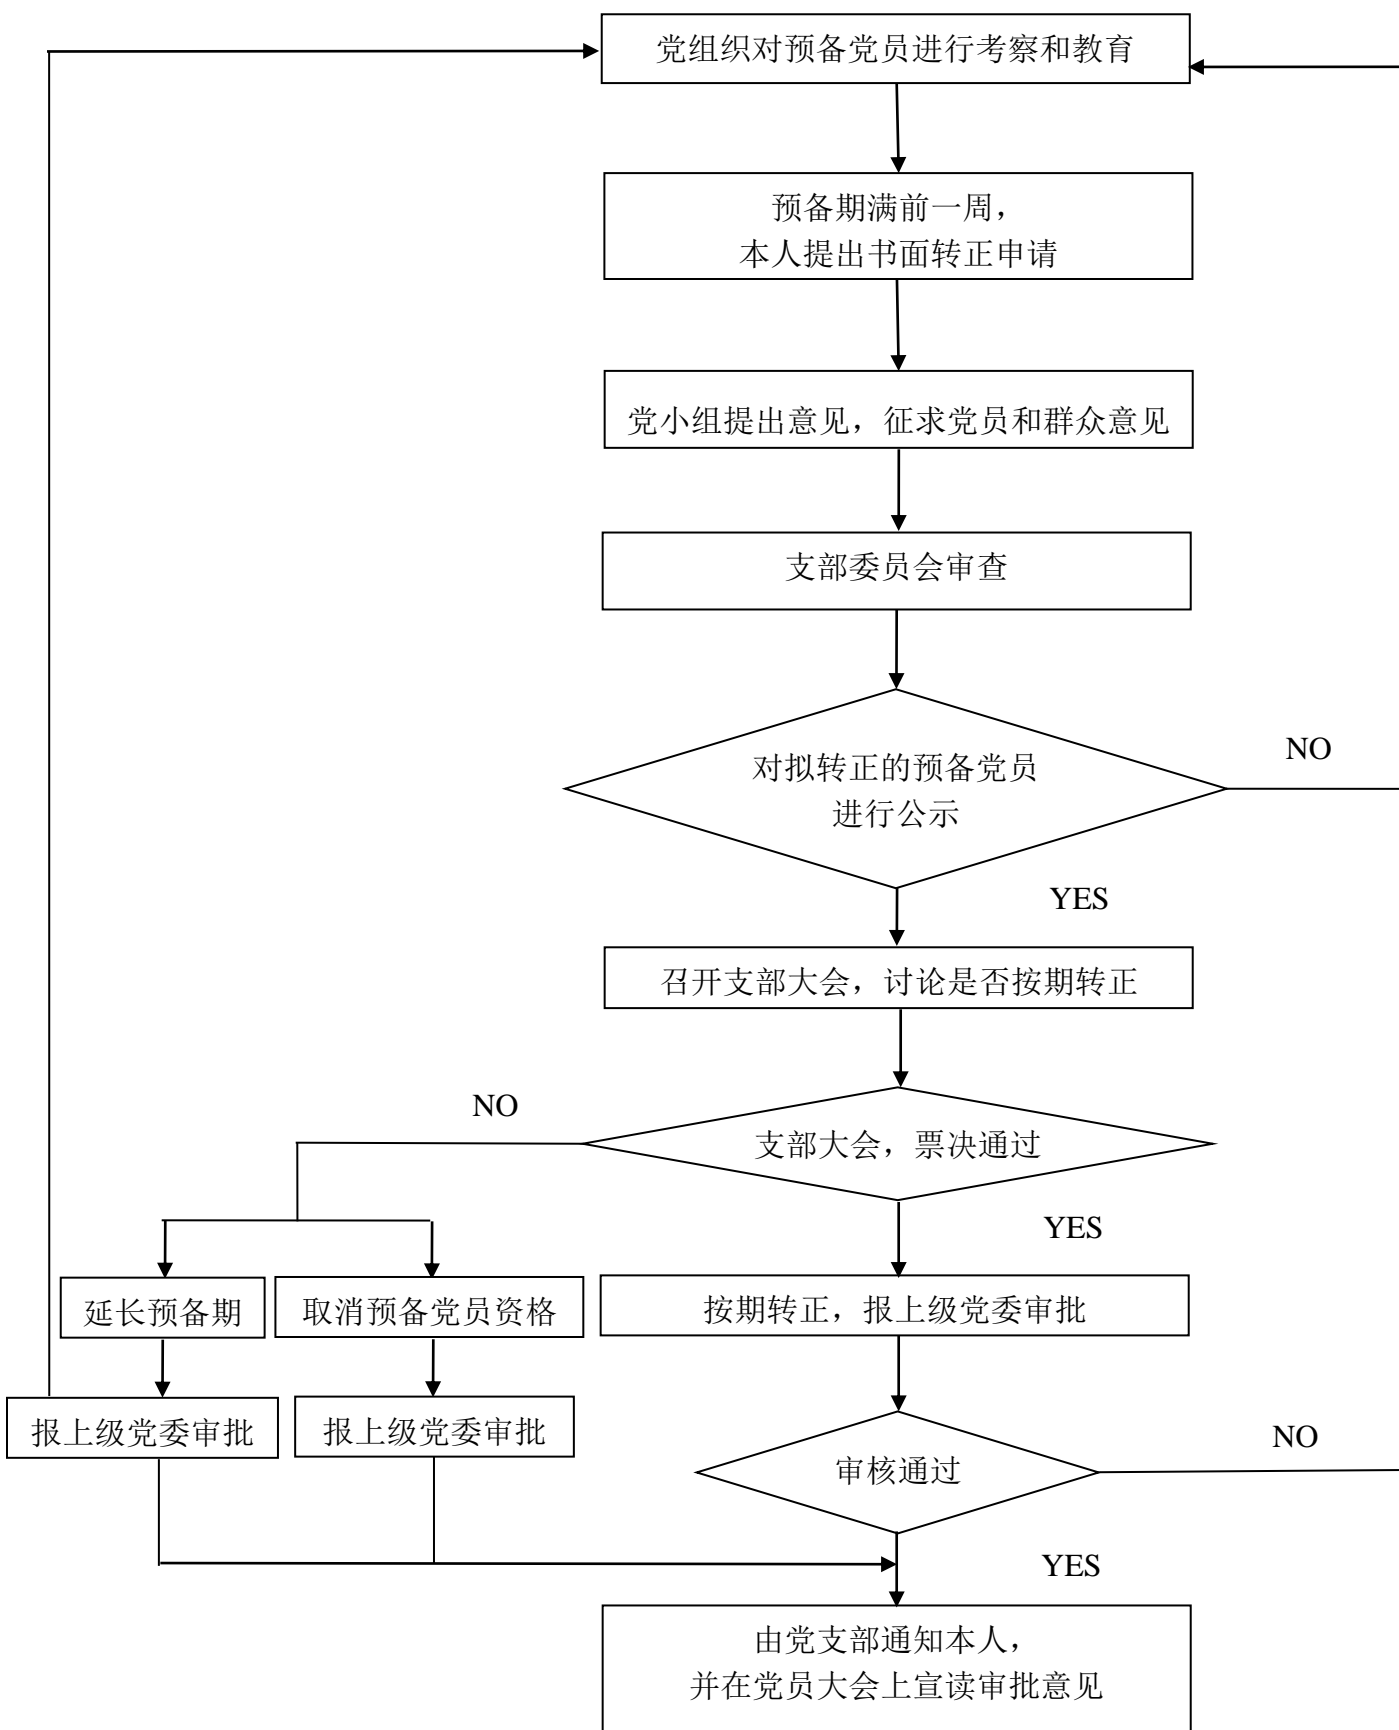 党组织对预备党员进行考察和教育
预备期满前一周，
本人提出书面转正申请
党小组提出意见，征求党员和群众意见
支部委员会审查
对拟转正的预备党员
进行公示
NO
YES
召开支部大会，讨论是否按期转正
NO
支部大会，票决通过
YES
延长预备期
取消预备党员资格
按期转正，报上级党委审批
报上级党委审批
报上级党委审批
审核通过
NO
YES
由党支部通知本人，
并在党员大会上宣读审批意见